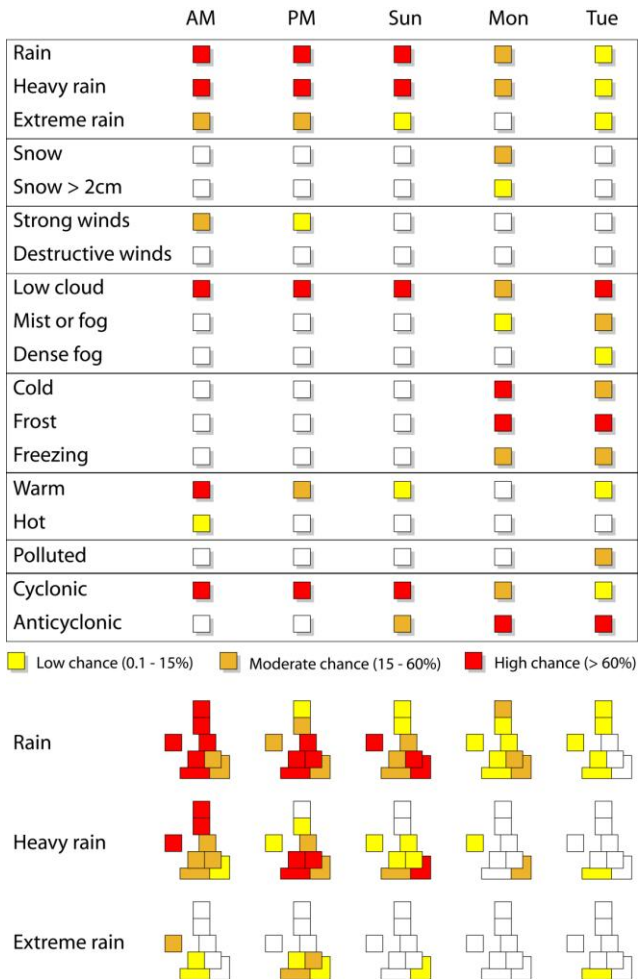 AM PM Sun Mon Tue
Rain
Heavy rain
Extreme rain
Snow
Snow > 2cm
Strong winds
Destructive winds
Low cloud
Mist or fog
Dense fog
Cold
Frost
Freezing
Warm
Hot
Polluted
Cyclonic
Anticyclonic
Low chance (0.1 - 15%) Moderate chance (15 - 60%) High chance (> 60%)
Rain
Heavy rain
Extreme rain